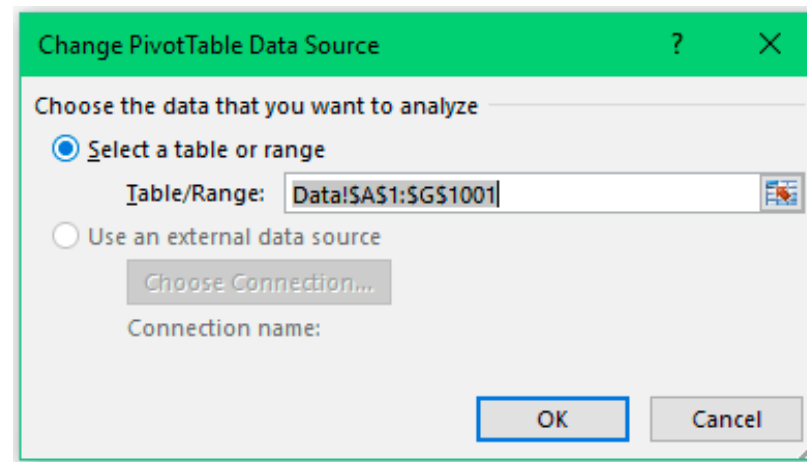 Change PivotTable Data Source ? ×
Choose the data that you want to analyze
Select a table or range
Table/Range: Data!$A$1:$G$1001
Use an external data source
Choose Connection...
Connection name:
OK Cancel